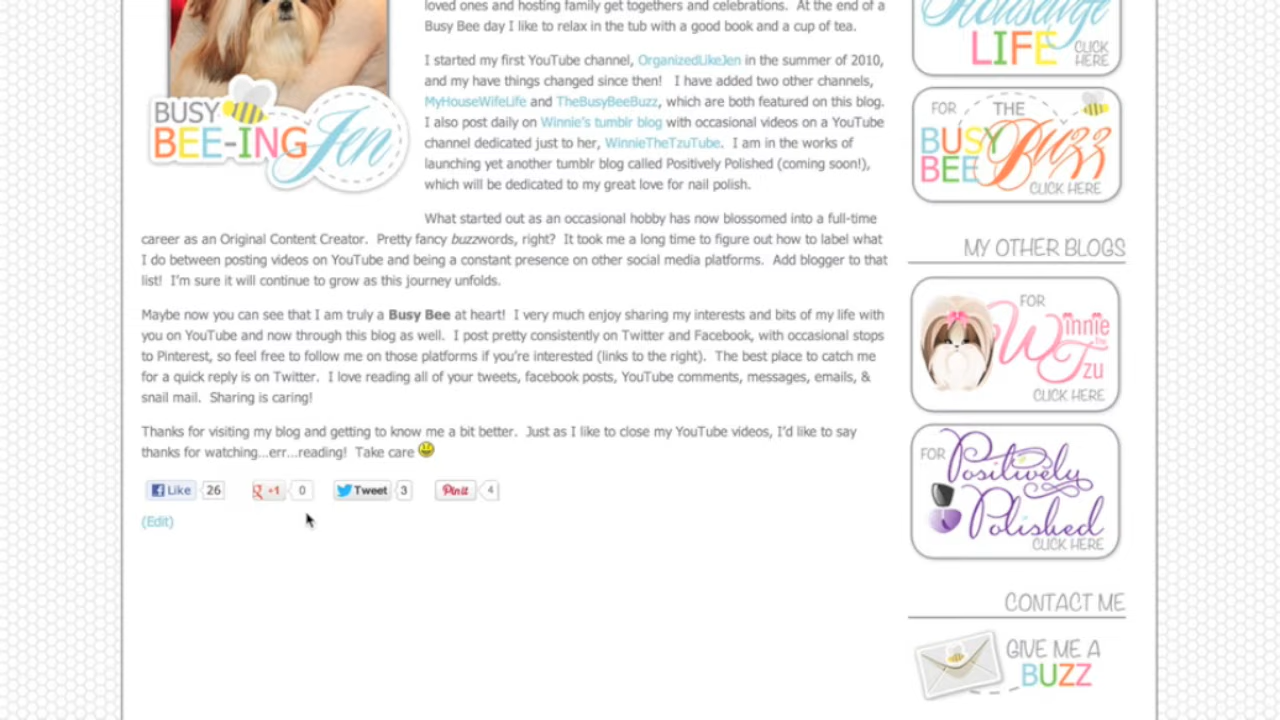 loved ones and hosting family get togethers and celebrations.  At the end of a
Busy Bee day I like to relax in the tub with a good book and a cup of tea.
I started my first YouTube channel, OrganizedLikeJen in the summer of 2010,
and my have things changed since then!   I have added two other channels,
MyHouseWifeLife and TheBusyBeeBuzz, which are both featured on this blog.
I also post daily on Winnie's tumblr blog with occasional videos on a YouTube
channel dedicated just to her, WinnieTheTzuTube.  I am in the works of
launching yet another tumblr blog called Positively Polished (coming soon!),
which will be dedicated to my great love for nail polish.
BUSY
BEE-ING Jen
What started out as an occasional hobby has now blossomed into a full-time
career as an Original Content Creator.  Pretty fancy buzzwords, right?  It took me a long time to figure out how to label what
I do between posting videos on YouTube and being a constant presence on other social media platforms.  Add blogger to that
list!  I'm sure it will continue to grow as this journey unfolds.
Maybe now you can see that I am truly a Busy Bee at heart!  I very much enjoy sharing my interests and bits of my life with
you on YouTube and now through this blog as well.  I post pretty consistently on Twitter and Facebook, with occasional stops
to Pinterest, so feel free to follow me on those platforms if you're interested (links to the right).  The best place to catch me
for a quick reply is on Twitter.  I love reading all of your tweets, facebook posts, YouTube comments, messages, emails, &
snail mail.  Sharing is caring!
Thanks for visiting my blog and getting to know me a bit better.  Just as I like to close my YouTube videos, I'd like to say
thanks for watching...err...reading!  Take care
Like 26 +1 0 Tweet 3 Pin it 4
(Edit)
Housewife
LIFE CLICK
HERE
FOR THE
BUSY
BEE Buzz
CLICK HERE
MY OTHER BLOGS
FOR
Winnie
the
Tzu
CLICK HERE
FOR Positively
Polished
CLICK HERE
CONTACT ME
GIVE ME A
BUZZ